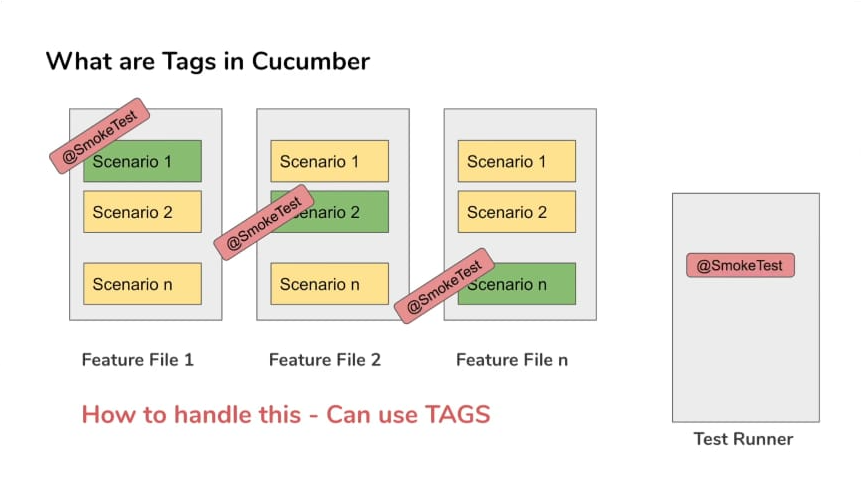 What are Tags in Cucumber
@SmokeTest
Scenario 1
Scenario 2
Scenario n
Feature File 1
Scenario 1
@SmokeTest
enario 2
Scenario n
Feature File 2
Scenario 1
Scenario 2
@SmokeTest
Scenario n
Feature File n
@SmokeTest
Test Runner
How to handle this - Can use TAGS